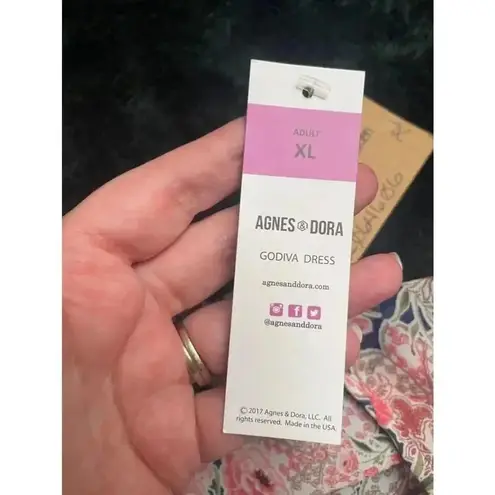 ADULT
XL
AGNES & DORA
GODIVA DRESS
agnesanddora.com
@agnesanddora
© 2017 Agnes & Dora, LLC. All
rights reserved. Made in the USA.